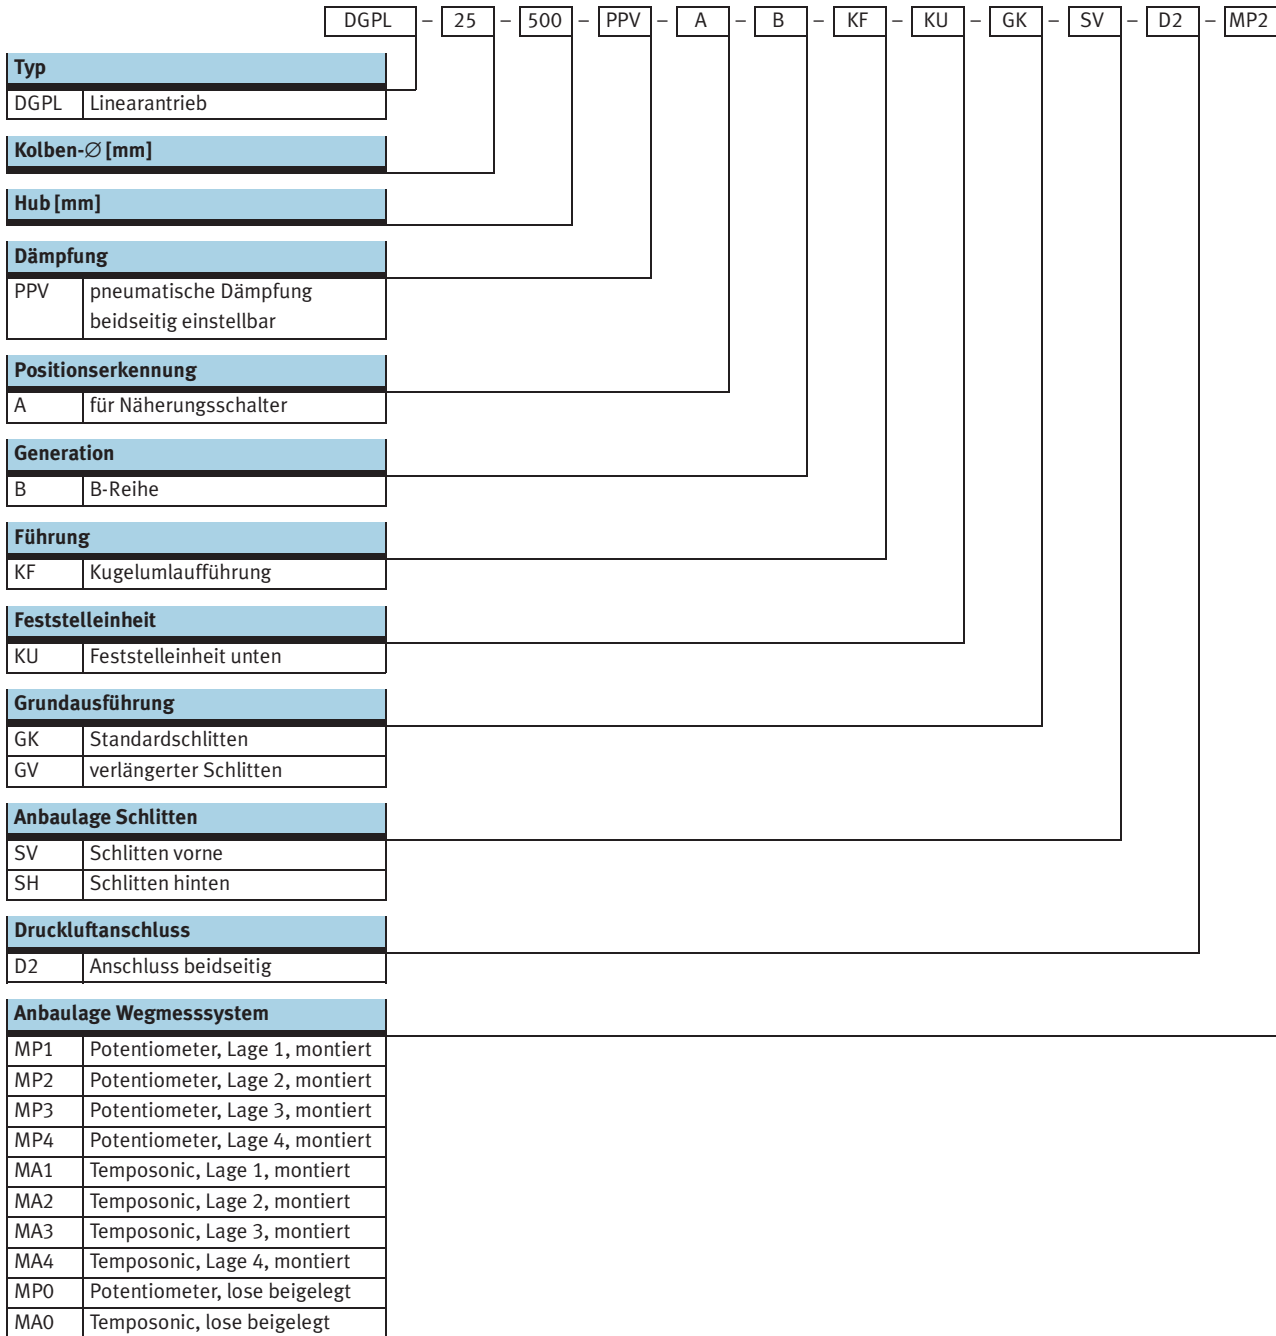 DGPL – 25 – 500 – PPV – A – B – KF – KU – GK – SV – D2 – MP2
Typ
DGPL Linearantrieb
Kolben-∅ [mm]
Hub [mm]
Dämpfung
PPV pneumatische Dämpfung
beidseitig einstellbar
Positionserkennung
A für Näherungsschalter
Generation
B B-Reihe
Führung
KF Kugelumlaufführung
Feststelleinheit
KU Feststelleinheit unten
Grundausführung
GK Standardschlitten
GV verlängerter Schlitten
Anbaulage Schlitten
SV Schlitten vorne
SH Schlitten hinten
Druckluftanschluss
D2 Anschluss beidseitig
Anbaulage Wegmesssystem
MP1 Potentiometer, Lage 1, montiert
MP2 Potentiometer, Lage 2, montiert
MP3 Potentiometer, Lage 3, montiert
MP4 Potentiometer, Lage 4, montiert
MA1 Temposonic, Lage 1, montiert
MA2 Temposonic, Lage 2, montiert
MA3 Temposonic, Lage 3, montiert
MA4 Temposonic, Lage 4, montiert
MP0 Potentiometer, lose beigelegt
MA0 Temposonic, lose beigelegt